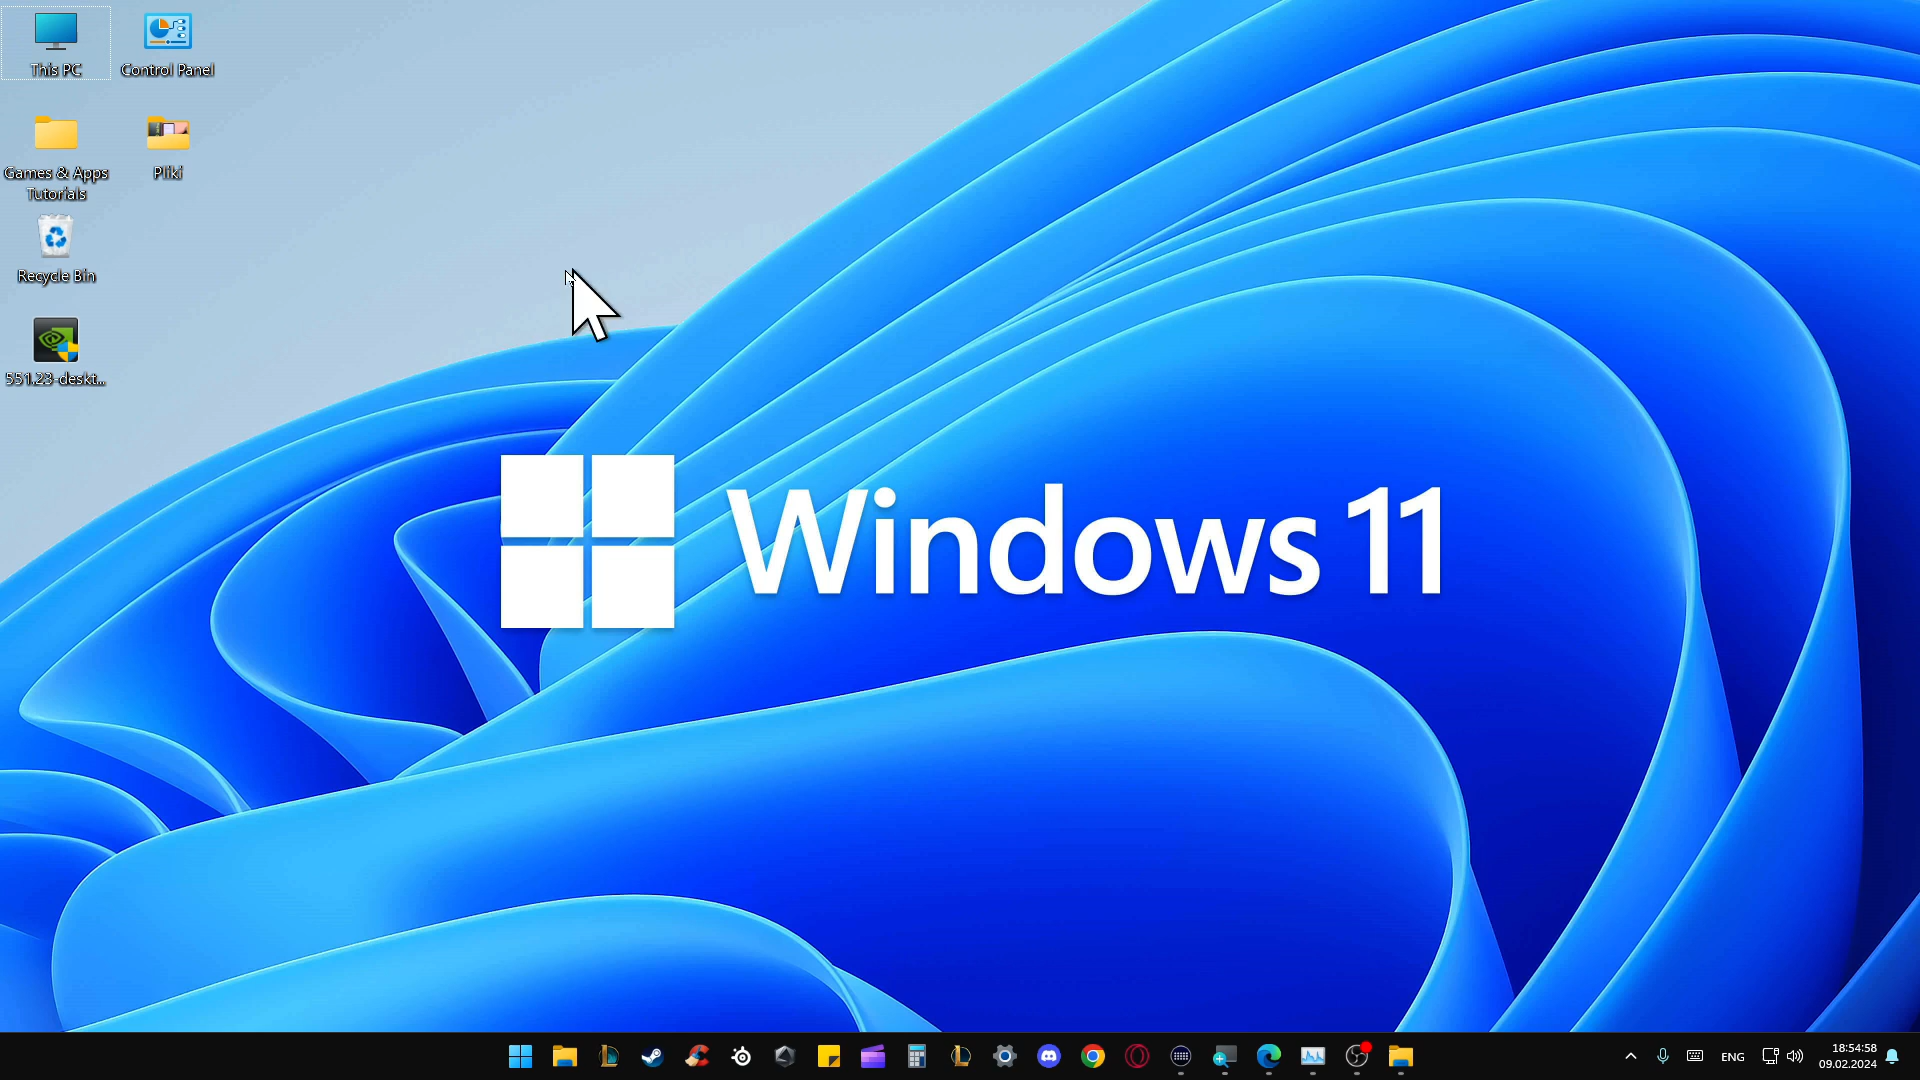 This PC
Control Panel
Games & Apps
Tutorials
Pliki
Recycle Bin
551.23-deskt...
Windows 11
ENG
18:54:58
09.02.2024